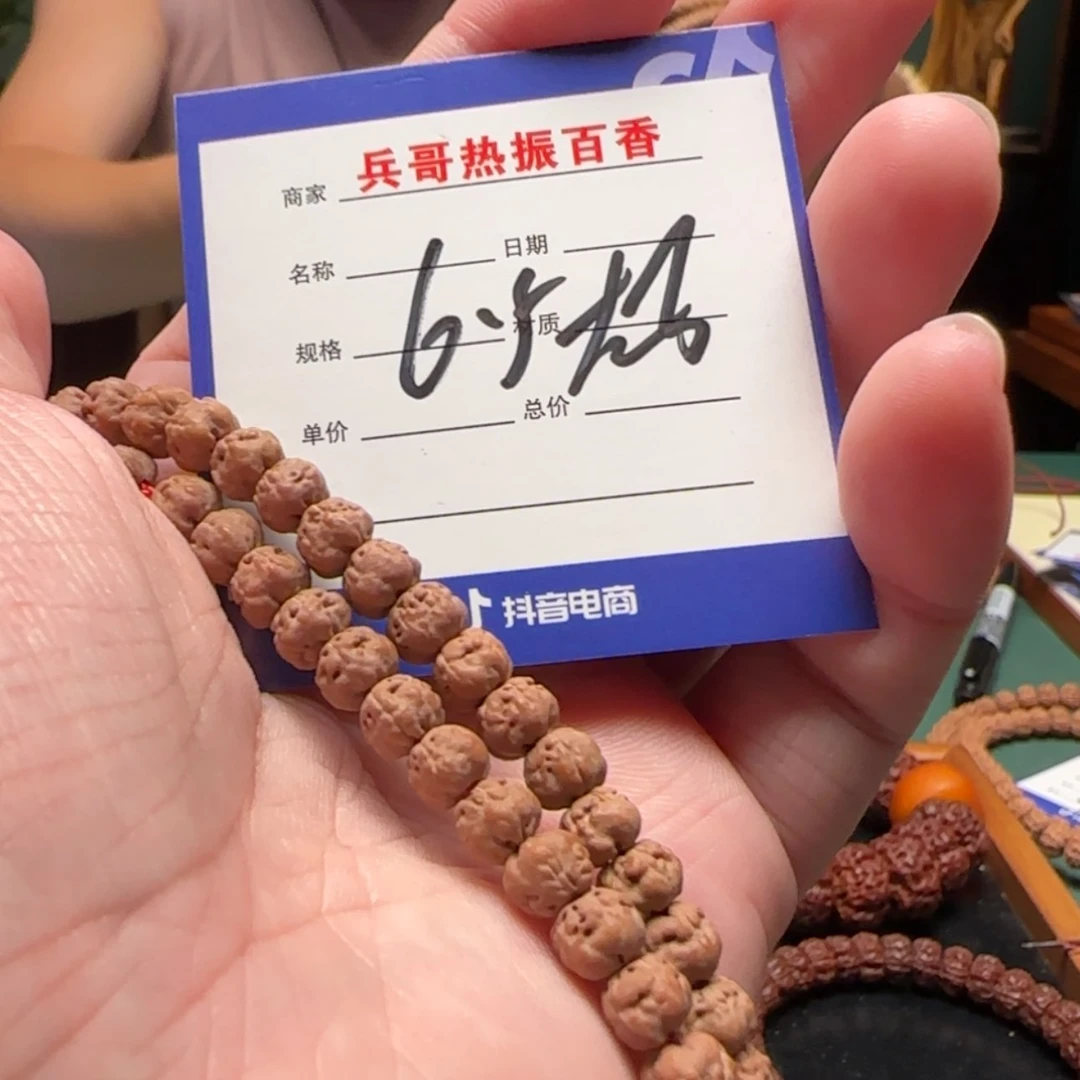 商家 兵哥热振百香
名称 日期
规格 6.5 材质
单价 总价
抖音电商